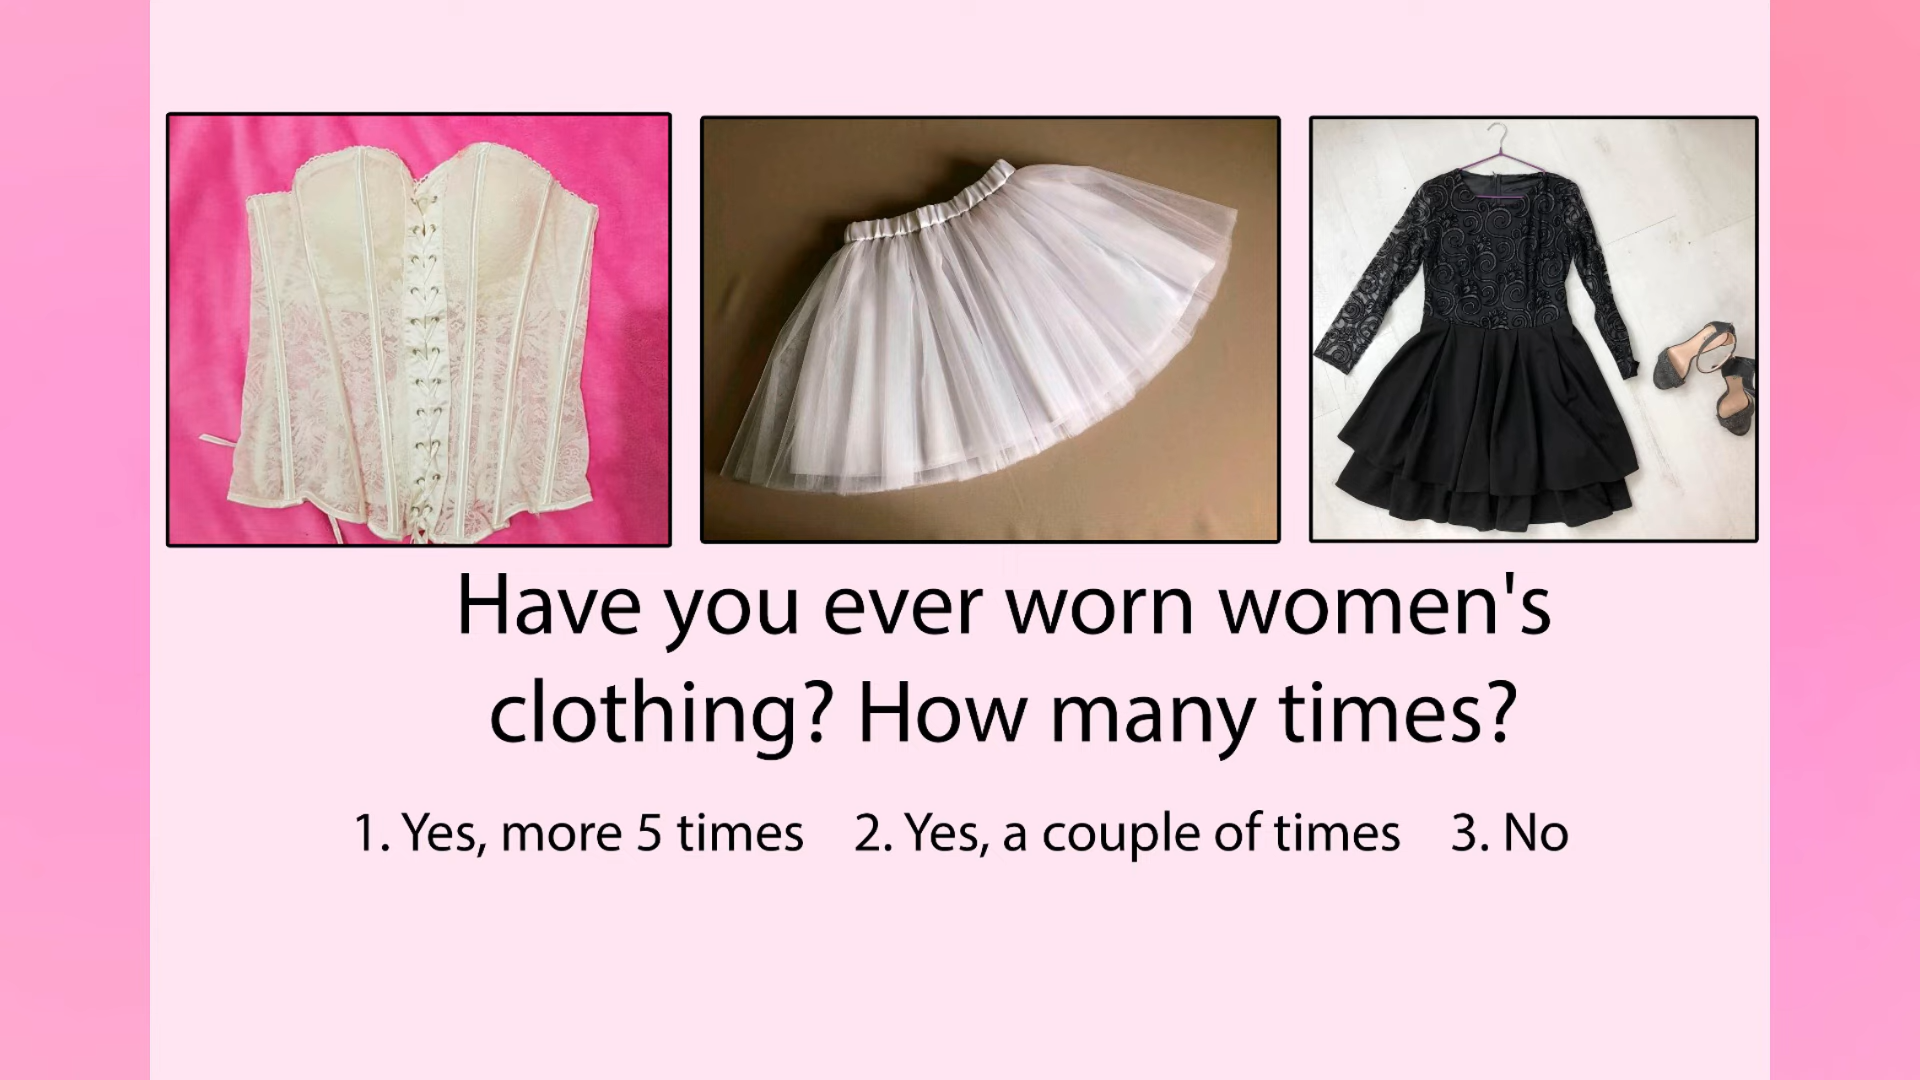 Have you ever worn women's
clothing? How many times?
1. Yes, more 5 times 2. Yes, a couple of times 3. No